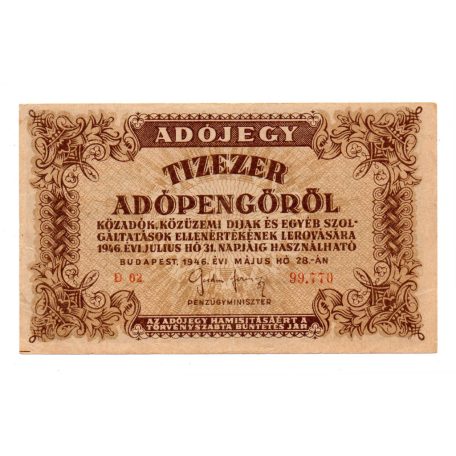 ADÓJEGY
TIZEZER
ADÓPENGŐRŐL
KÖZADÓK, KÖZÜZEMI DIJAK ÉS EGYÉB SZOL-
GÁLTATÁSOK ELLENÉRTÉKÉNEK LEROVÁSÁRA
1946. ÉVI JULIUS HÓ 31. NAPJÁIG HASZNÁLHATÓ
BUDAPEST, 1946. ÉVI MÁJUS HÓ 28.-ÁN
D 62 99,770
PÉNZÜGYMINISZTER
AZ ADÓJEGY HAMISITÁSÁÉRT A
TÖRVÉNYSZABTA BÜNTETÉS JÁR